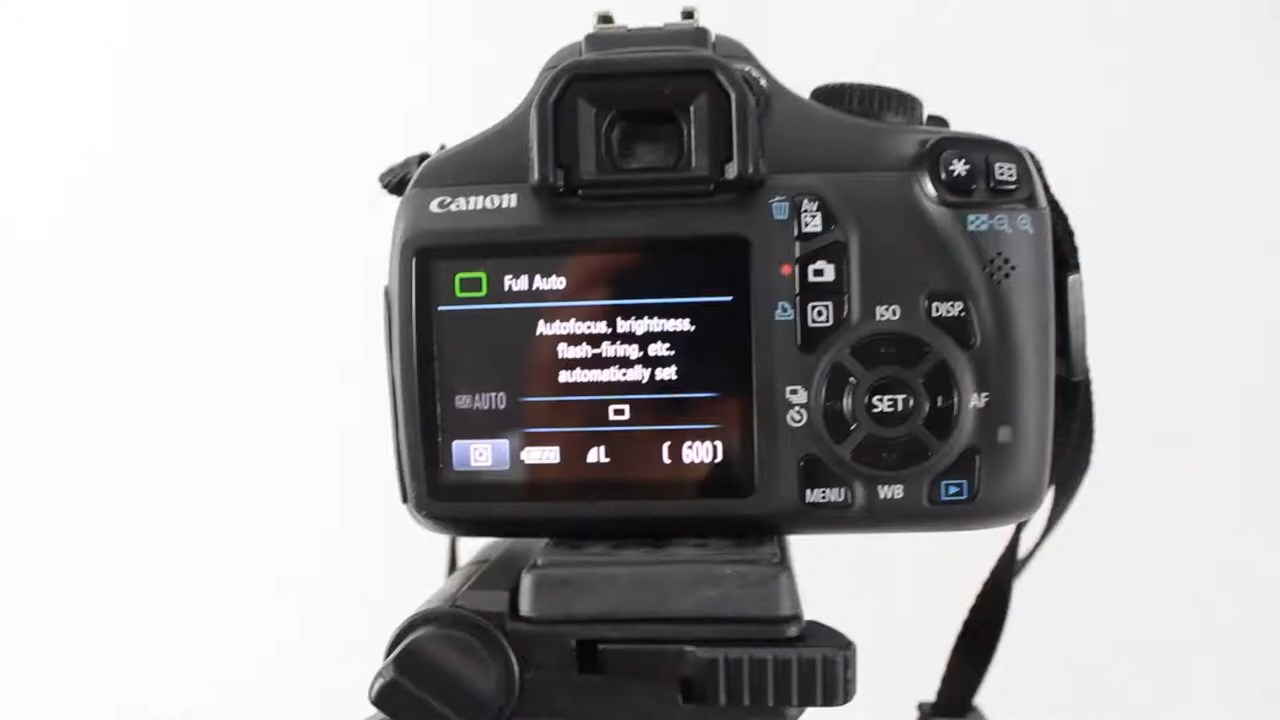 Canon
Av
Full Auto
Autofocus, brightness,
flash-firing, etc.
automatically set
AUTO
Q
L
[ 600]
Q
ISO
DISP.
SET
AF
MENU
WB